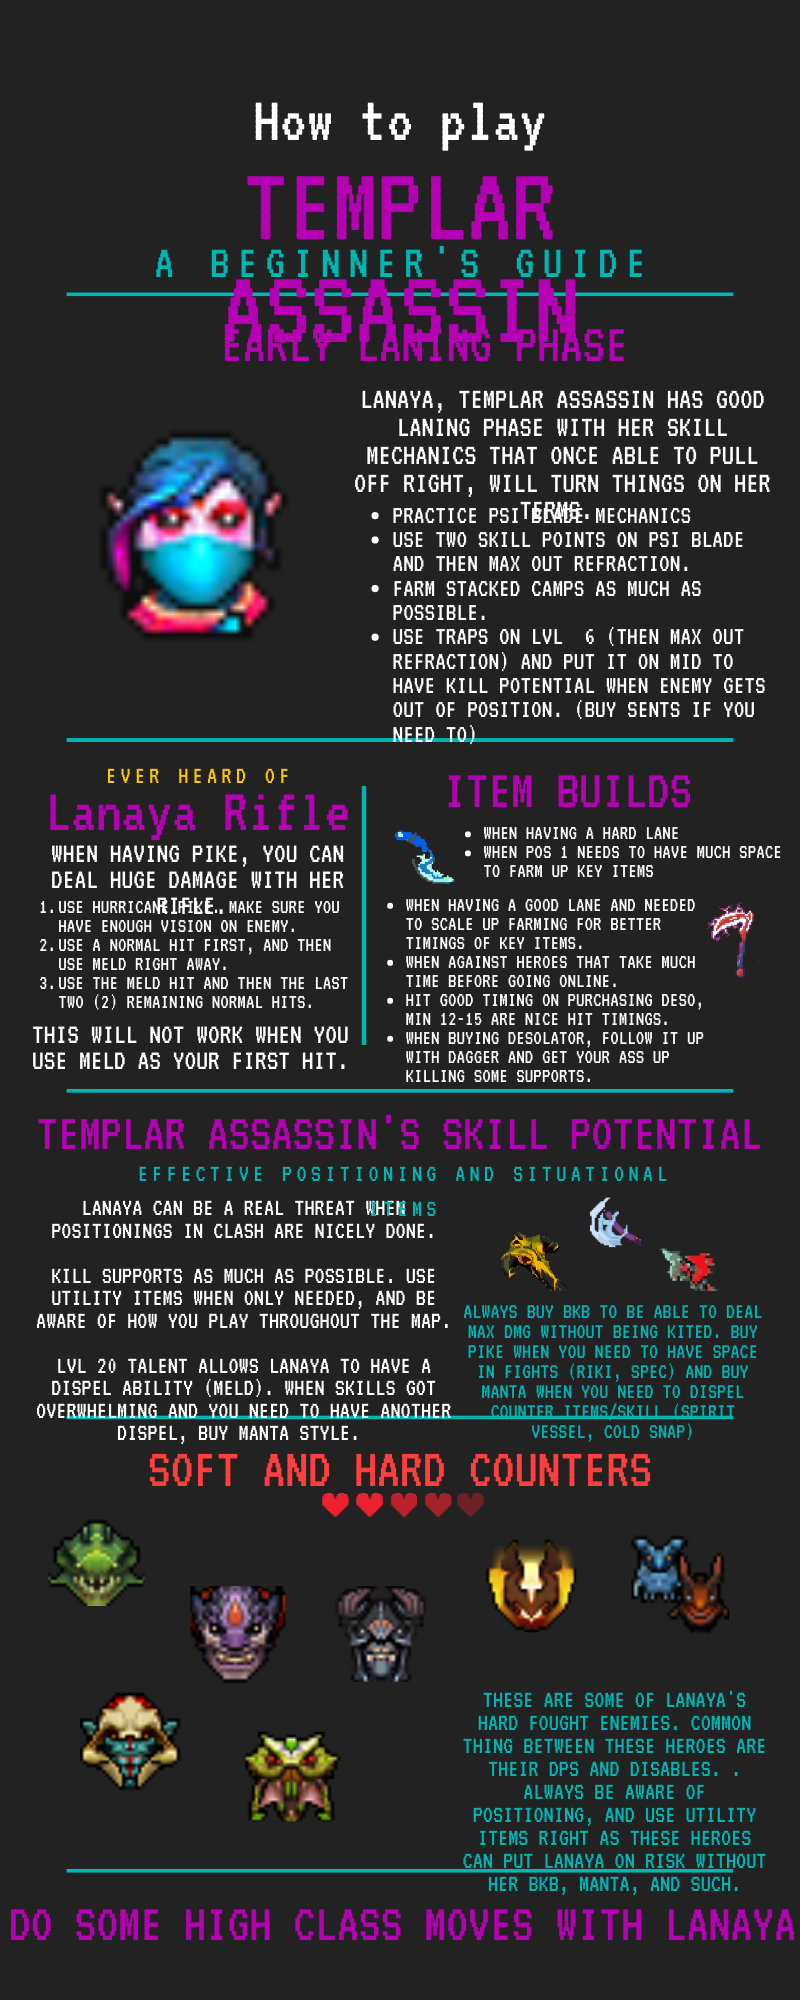 How to play
TEMPLAR
A BEGINNER'S GUIDE
ASSASSIN
EARLY LANING PHASE
LANAYA, TEMPLAR ASSASSIN HAS GOOD
LANING PHASE WITH HER SKILL
MECHANICS THAT ONCE ABLE TO PULL
OFF RIGHT, WILL TURN THINGS ON HER
TERMS.
• PRACTICE PSI BLADE MECHANICS
• USE TWO SKILL POINTS ON PSI BLADE
AND THEN MAX OUT REFRACTION.
• FARM STACKED CAMPS AS MUCH AS
POSSIBLE.
• USE TRAPS ON LVL 6 (THEN MAX OUT
REFRACTION) AND PUT IT ON MID TO
HAVE KILL POTENTIAL WHEN ENEMY GETS
OUT OF POSITION. (BUY SENTS IF YOU
NEED TO)
EVER HEARD OF
Lanaya Rifle
WHEN HAVING PIKE, YOU CAN
DEAL HUGE DAMAGE WITH HER
RIFLE.
1. USE HURRICANE PIKE. MAKE SURE YOU
HAVE ENOUGH VISION ON ENEMY.
2. USE A NORMAL HIT FIRST, AND THEN
USE MELD RIGHT AWAY.
3. USE THE MELD HIT AND THEN THE LAST
TWO (2) REMAINING NORMAL HITS.
THIS WILL NOT WORK WHEN YOU
USE MELD AS YOUR FIRST HIT.
ITEM BUILDS
• WHEN HAVING A HARD LANE
• WHEN POS 1 NEEDS TO HAVE MUCH SPACE
TO FARM UP KEY ITEMS
• WHEN HAVING A GOOD LANE AND NEEDED
TO SCALE UP FARMING FOR BETTER
TIMINGS OF KEY ITEMS.
• WHEN AGAINST HEROES THAT TAKE MUCH
TIME BEFORE GOING ONLINE.
• HIT GOOD TIMING ON PURCHASING DESO,
MIN 12-15 ARE NICE HIT TIMINGS.
• WHEN BUYING DESOLATOR, FOLLOW IT UP
WITH DAGGER AND GET YOUR ASS UP
KILLING SOME SUPPORTS.
TEMPLAR ASSASSIN'S SKILL POTENTIAL
EFFECTIVE POSITIONING AND SITUATIONAL
ITEMS
LANAYA CAN BE A REAL THREAT WHEN
POSITIONINGS IN CLASH ARE NICELY DONE.
KILL SUPPORTS AS MUCH AS POSSIBLE. USE
UTILITY ITEMS WHEN ONLY NEEDED, AND BE
AWARE OF HOW YOU PLAY THROUGHOUT THE MAP.
LVL 20 TALENT ALLOWS LANAYA TO HAVE A
DISPEL ABILITY (MELD). WHEN SKILLS GOT
OVERWHELMING AND YOU NEED TO HAVE ANOTHER
DISPEL, BUY MANTA STYLE.
ALWAYS BUY BKB TO BE ABLE TO DEAL
MAX DMG WITHOUT BEING KITED. BUY
PIKE WHEN YOU NEED TO HAVE SPACE
IN FIGHTS (RIKI, SPEC) AND BUY
MANTA WHEN YOU NEED TO DISPEL
COUNTER ITEMS/SKILL (SPIRIT
VESSEL, COLD SNAP)
SOFT AND HARD COUNTERS
THESE ARE SOME OF LANAYA'S
HARD FOUGHT ENEMIES. COMMON
THING BETWEEN THESE HEROES ARE
THEIR DPS AND DISABLES. .
ALWAYS BE AWARE OF
POSITIONING, AND USE UTILITY
ITEMS RIGHT AS THESE HEROES
CAN PUT LANAYA ON RISK WITHOUT
HER BKB, MANTA, AND SUCH.
DO SOME HIGH CLASS MOVES WITH LANAYA